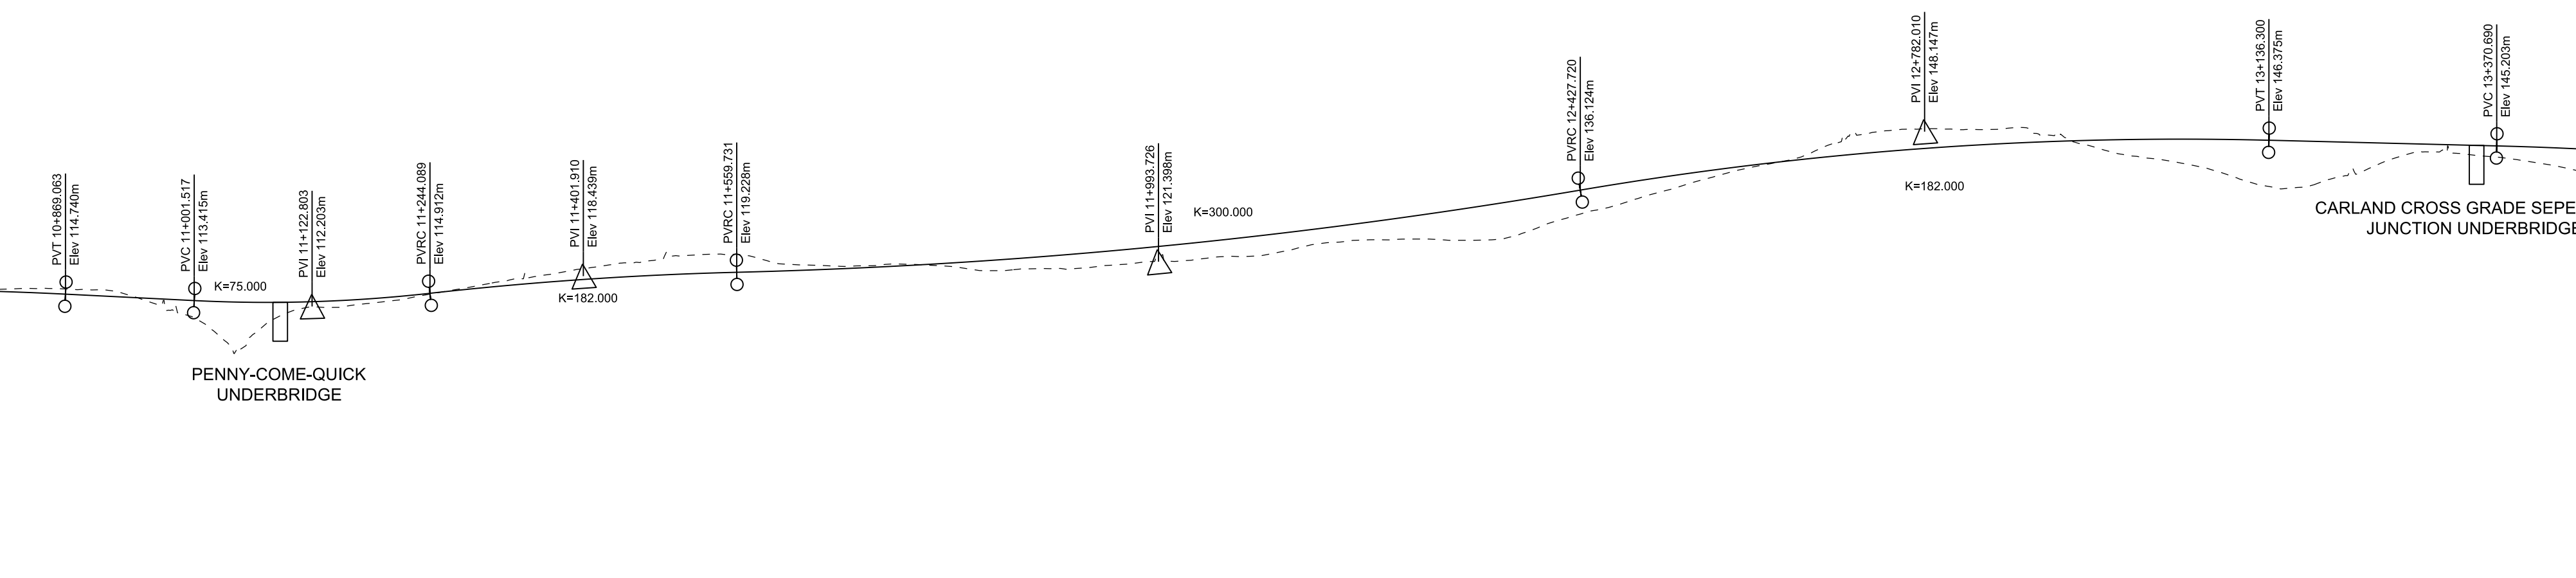 PVT 10+869.063
Elev 114.740m
PVC 11+001.517
Elev 113.415m
K=75.000
PVI 11+122.803
Elev 112.203m
PVRC 11+244.089
Elev 114.912m
PVI 11+401.910
Elev 118.439m
K=182.000
PVRC 11+559.731
Elev 119.228m
PVI 11+993.726
Elev 121.398m
K=300.000
PVRC 12+427.720
Elev 136.124m
PVI 12+782.010
Elev 148.147m
K=182.000
PVT 13+136.300
Elev 146.375m
PVC 13+370.690
Elev 145.203m
PENNY-COME-QUICK
UNDERBRIDGE
CARLAND CROSS GRADE SEPE
JUNCTION UNDERBRIDGE